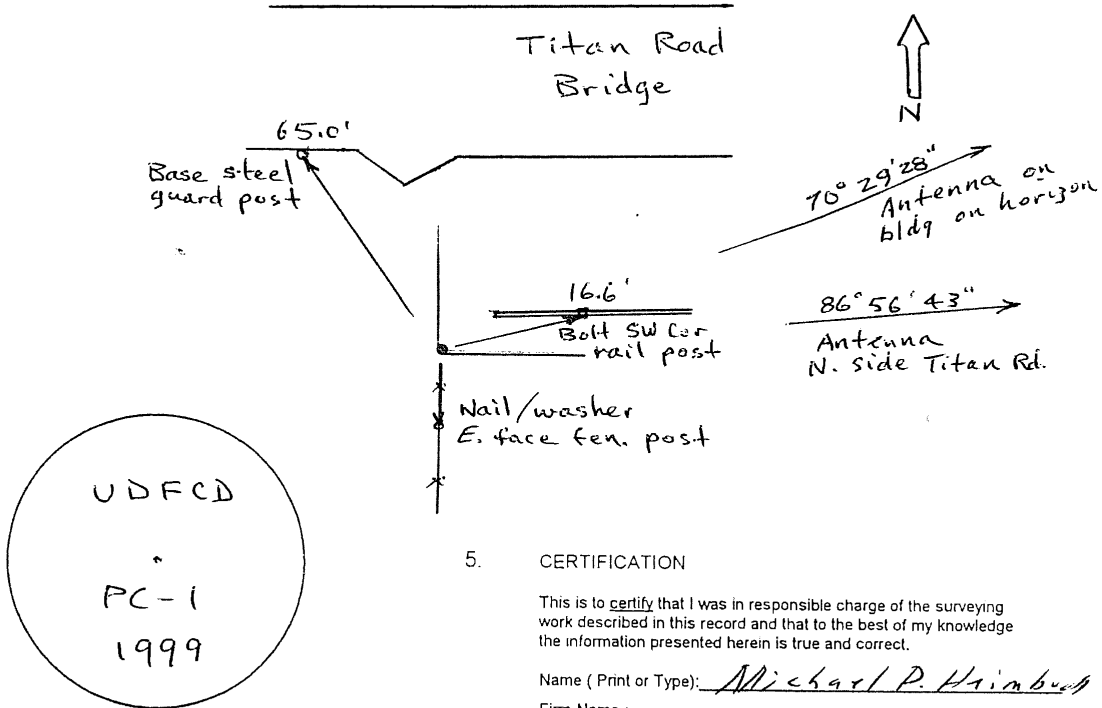 Titan Road
Bridge
N
65.0'
Base steel
guard post
70° 29' 28"
Antenna on
bldg on horizon
16.6'
Bolt SW Cor
rail post
86° 56' 43"
Antenna
N. Side Titan Rd.
Nail/washer
E. face fen. post
UDFCD
PC-1
1999
5. CERTIFICATION
This is to certify that I was in responsible charge of the surveying
work described in this record and that to the best of my knowledge
the information presented herein is true and correct.
Name ( Print or Type): Michael P.